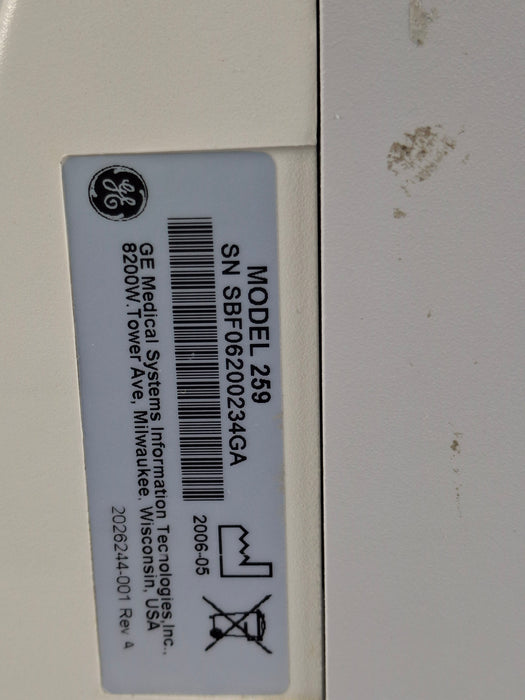 MODEL 259
SN SBF06200234GA
2006-05
GE Medical Systems Information Technologies,Inc.,
8200W.Tower Ave, Milwaukee, Wisconsin, USA
2026244-001 Rev A
GE